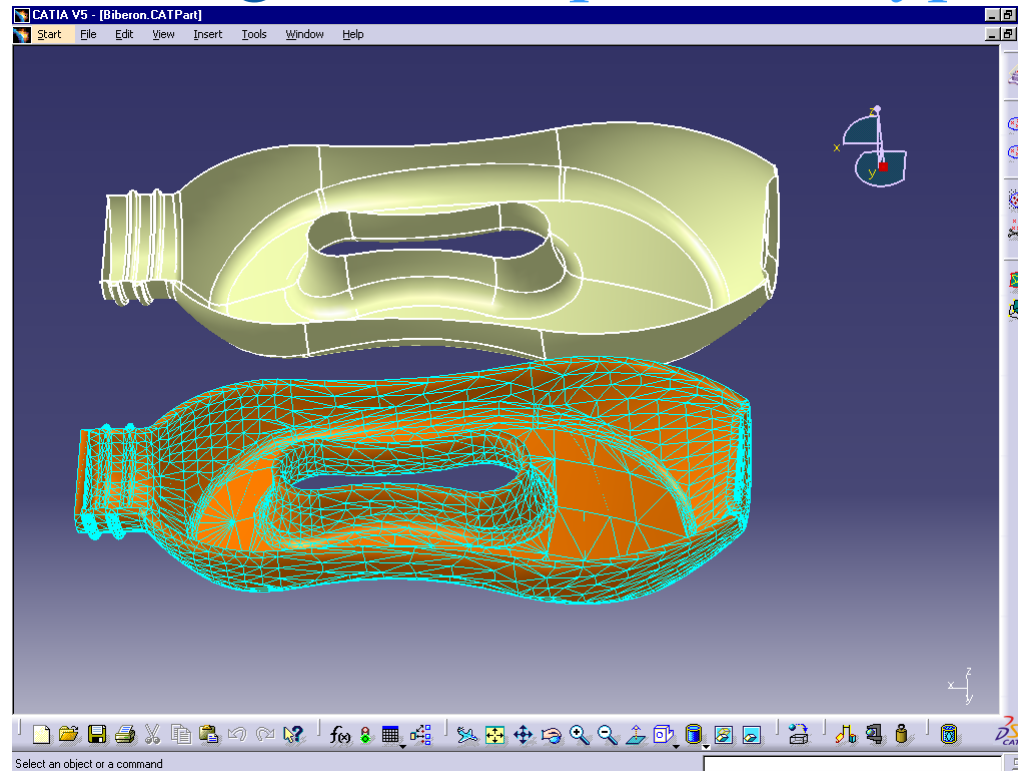 CATIA V5 - [Biberon.CATPart]
Start File Edit View Insert Tools Window Help
z
x
y
z
x
y
f(x)
Select an object or a command